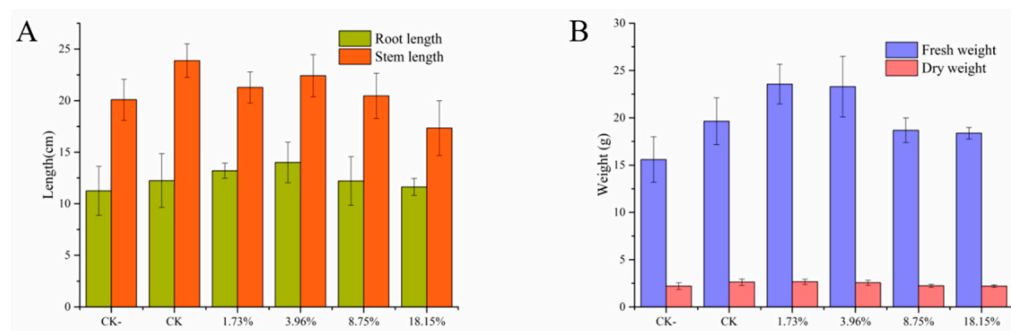 A
Root length
Stem length
Length(cm)
25
20
15
10
5
0
CK- CK 1.73% 3.96% 8.75% 18.15%
B
Fresh weight
Dry weight
Weight (g)
30
25
20
15
10
5
0
CK- CK 1.73% 3.96% 8.75% 18.15%